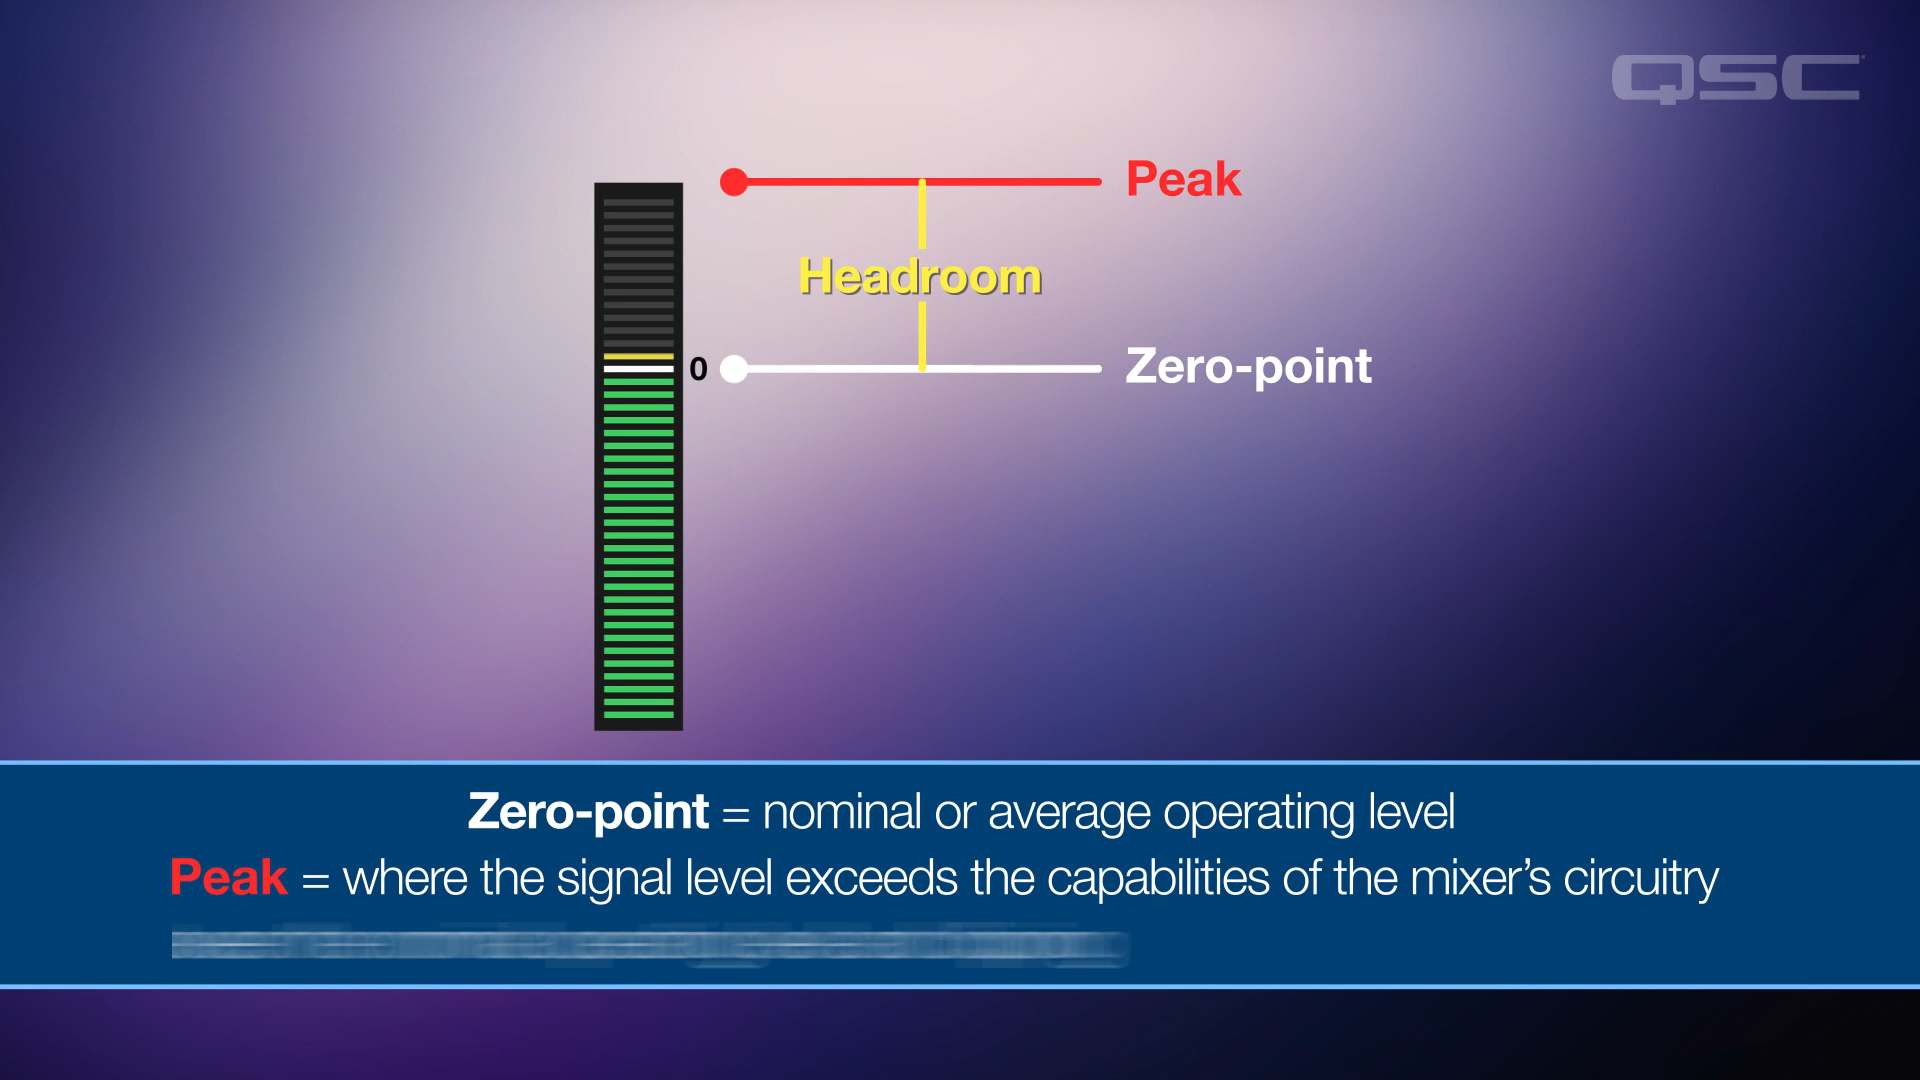 QSC
Peak
Headroom
0 Zero-point
Zero-point = nominal or average operating level
Peak = where the signal level exceeds the capabilities of the mixer’s circuitry